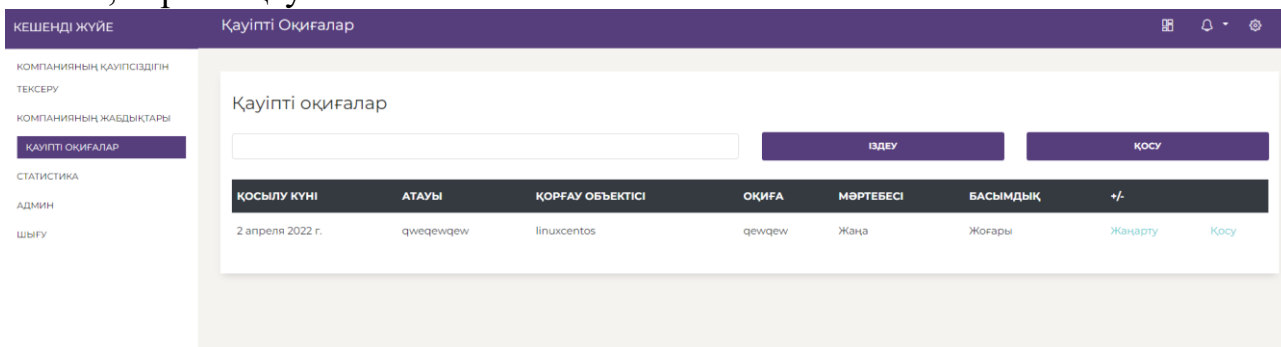 КЕШЕНДІ ЖҮЙЕ
Қауіпті Оқиғалар
КОМПАНИЯНЫҢ ҚАУІПСІЗДІГІН
ТЕКСЕРУ
КОМПАНИЯНЫҢ ЖАБДЫҚТАРЫ
ҚАУІПТІ ОҚИҒАЛАР
СТАТИСТИКА
АДМИН
ШЫҒУ
Қауіпті оқиғалар
ІЗДЕУ ҚОСУ
ҚОСЫЛУ КҮНІ АТАУЫ ҚОРҒАУ ОБЪЕКТІСІ ОҚИҒА МӘРТЕБЕСІ БАСЫМДЫҚ +/-
2 апреля 2022 г. qweqewqew linuxcentos qewqew Жаңа Жоғары Жаңарту Қосу